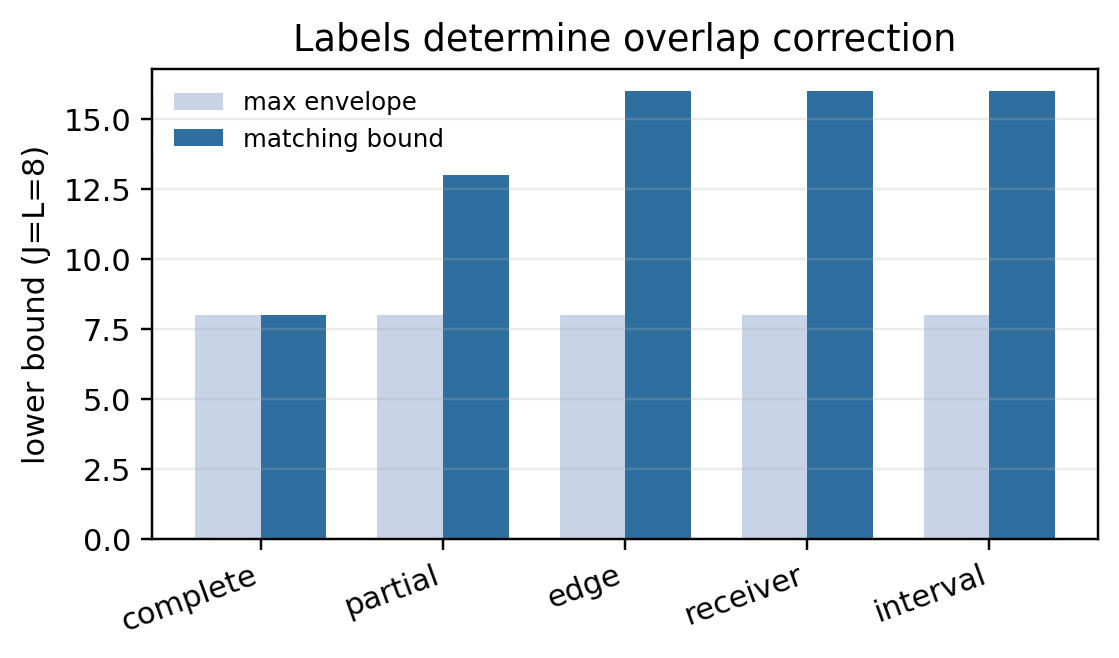 Labels determine overlap correction
max envelope
matching bound
lower bound (J=L=8)
15.0
12.5
10.0
7.5
5.0
2.5
0.0
complete
partial
edge
receiver
interval